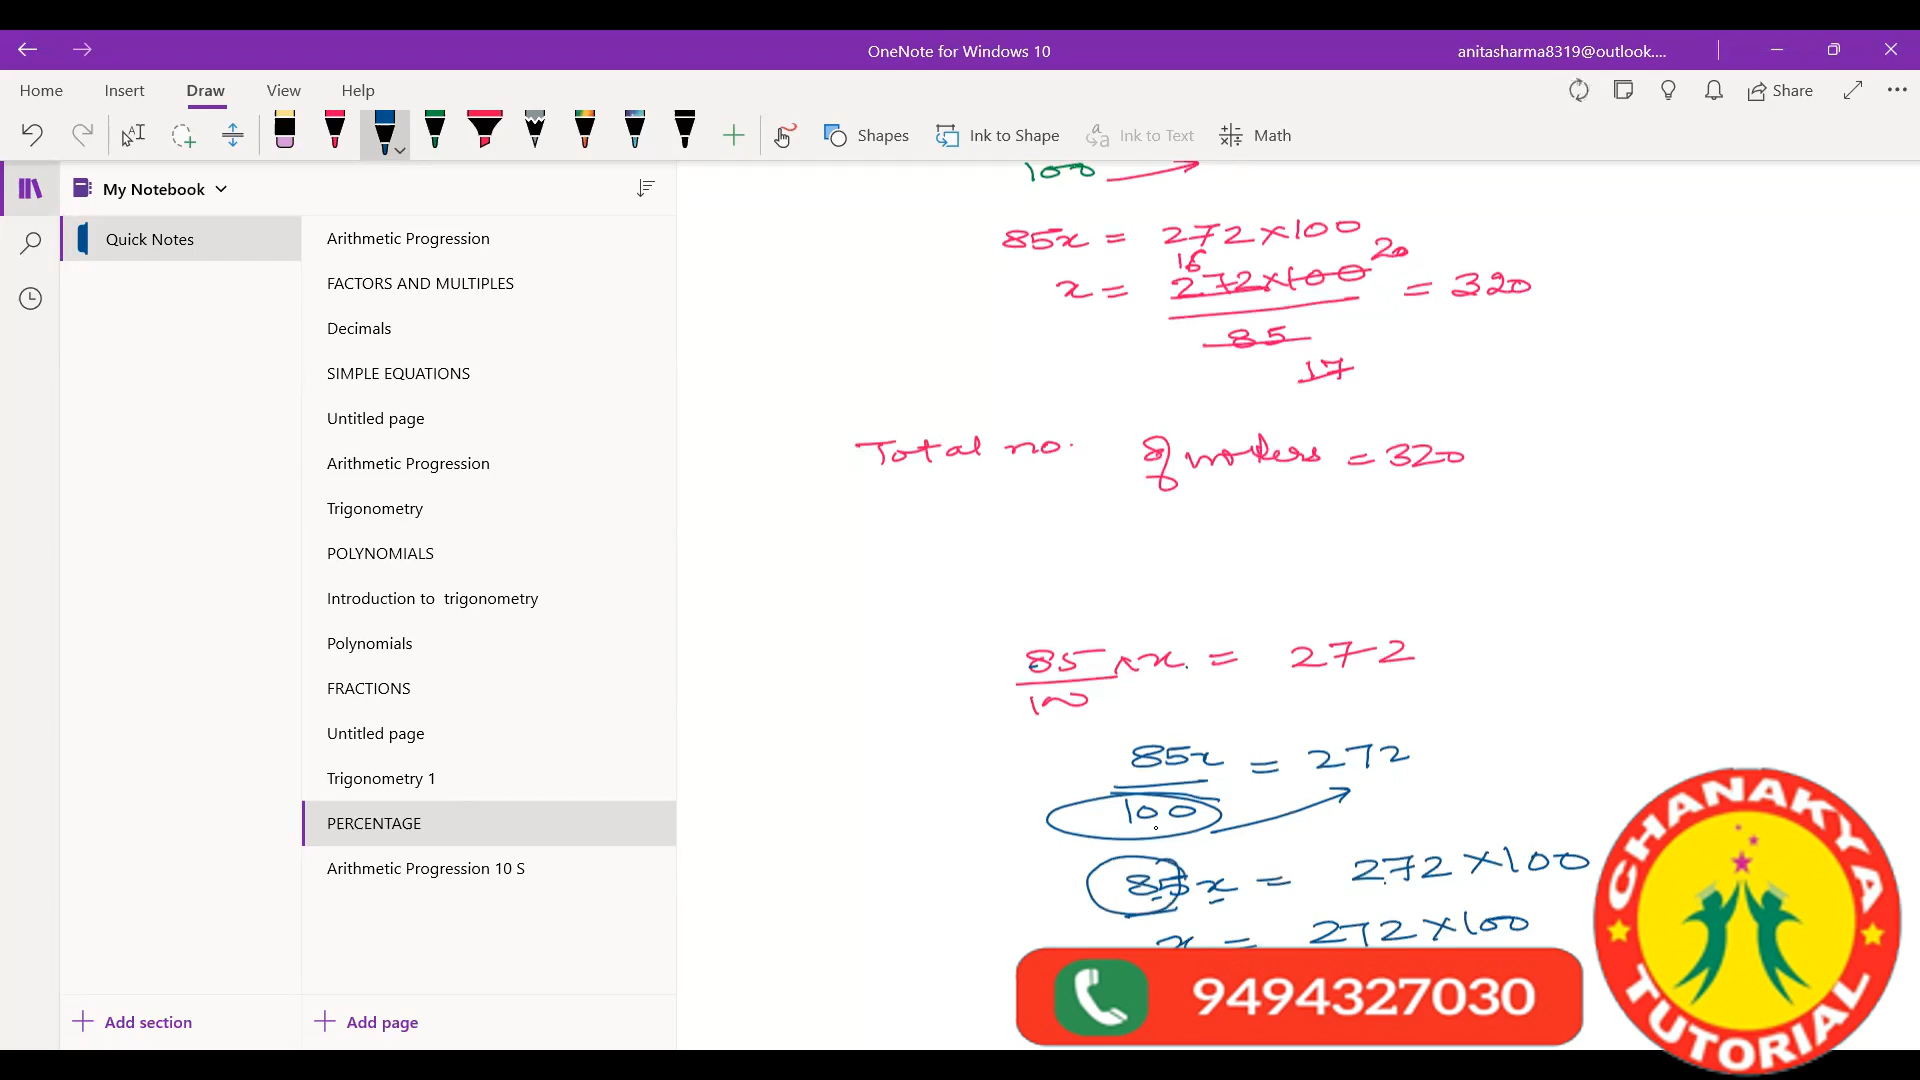 OneNote for Windows 10
anitasharma8319@outlook....
Home Insert Draw View Help
Share
Shapes Ink to Shape Ink to Text Math
My Notebook
Quick Notes
Arithmetic Progression
FACTORS AND MULTIPLES
Decimals
SIMPLE EQUATIONS
Untitled page
Arithmetic Progression
Trigonometry
POLYNOMIALS
Introduction to trigonometry
Polynomials
FRACTIONS
Untitled page
Trigonometry 1
PERCENTAGE
Arithmetic Progression 10 S
Add section
Add page
100
85x = 272×100
16 20
x = 272×100 = 320
85
17
Total no. of workers = 320
85 × x = 272
100
85x = 272
100
85x = 272×100
x = 272×100
9494327030
CHANAKYA
TUTORIAL